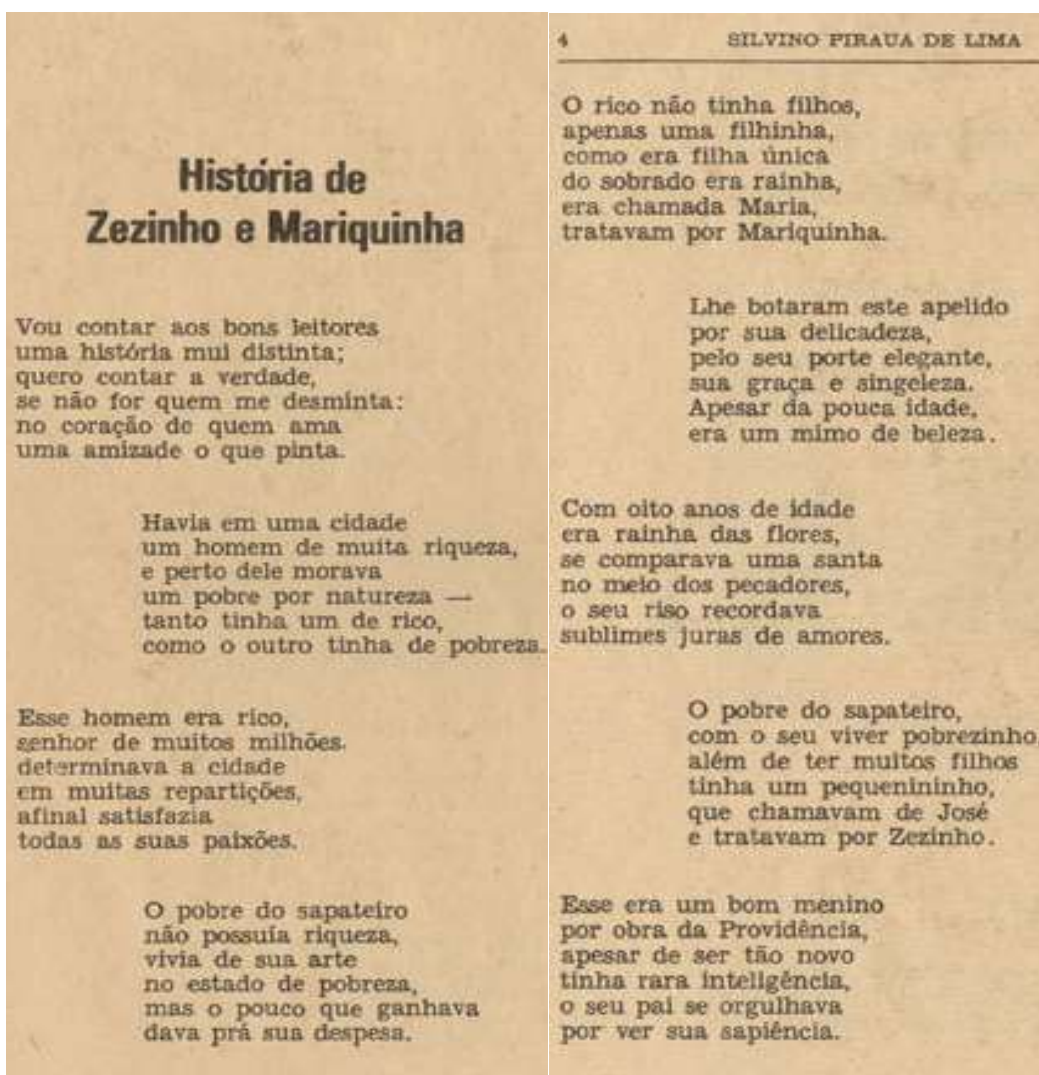 História de
Zezinho e Mariquinha
Vou contar aos bons leitores
uma história mui distinta;
quero contar a verdade,
se não for quem me desminta:
no coração de quem ama
uma amizade o que pinta.
Havia em uma cidade
um homem de muita riqueza,
e perto dele morava
um pobre por natureza —
tanto tinha um de rico,
como o outro tinha de pobreza.
Esse homem era rico,
senhor de muitos milhões.
determinava a cidade
em muitas repartições,
afinal satisfazia
todas as suas paixões.
O pobre do sapateiro
não possuía riqueza,
vivia de sua arte
no estado de pobreza,
mas o pouco que ganhava
dava prá sua despesa.
4 SILVINO PIRAUA DE LIMA
O rico não tinha filhos,
apenas uma filhinha,
como era filha única
do sobrado era rainha,
era chamada Maria,
tratavam por Mariquinha.
Lhe botaram este apelido
por sua delicadeza,
pelo seu porte elegante,
sua graça e singeleza.
Apesar da pouca idade,
era um mimo de beleza.
Com oito anos de idade
era rainha das flores,
se comparava uma santa
no meio dos pecadores,
o seu riso recordava
sublimes juras de amores.
O pobre do sapateiro,
com o seu viver pobrezinho,
além de ter muitos filhos
tinha um pequenininho,
que chamavam de José
e tratavam por Zezinho.
Esse era um bom menino
por obra da Providência,
apesar de ser tão novo
tinha rara inteligência,
o seu pai se orgulhava
por ver sua sapiência.